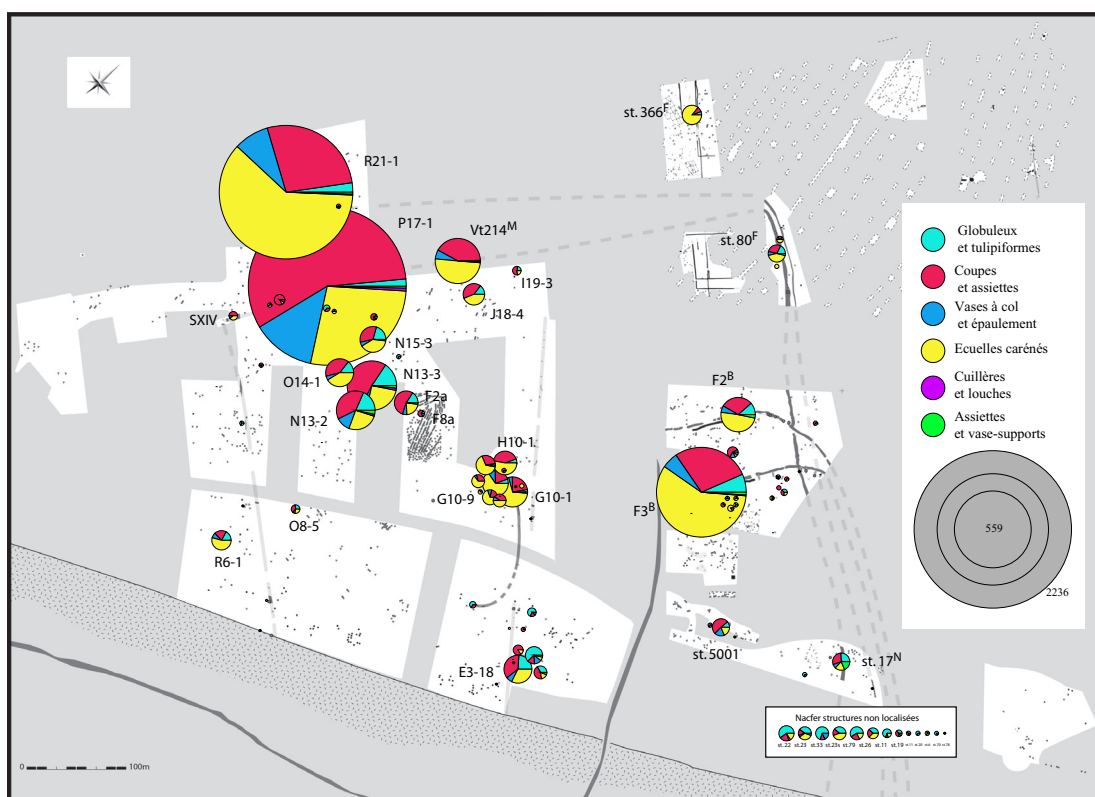 R21-1
P17-1
Vt214M
I19-3
J18-4
SXIV
N15-3
O14-1
N13-3
F2a
N13-2
F8a
H10-1
G10-9
G10-1
O8-5
R6-1
E3-18
st. 366F
st. 80F
F2B
F3B
st. 5001
st. 17N
Globuleux
et tulipiformes
Coupes
et assiettes
Vases à col
et épaulement
Ecuelles carénés
Cuillères
et louches
Assiettes
et vase-supports
559
2236
Nacfer structures non localisées
st.22 st.23 st.33 st.23s st.79 st.26 st.11 st.19
0 100m